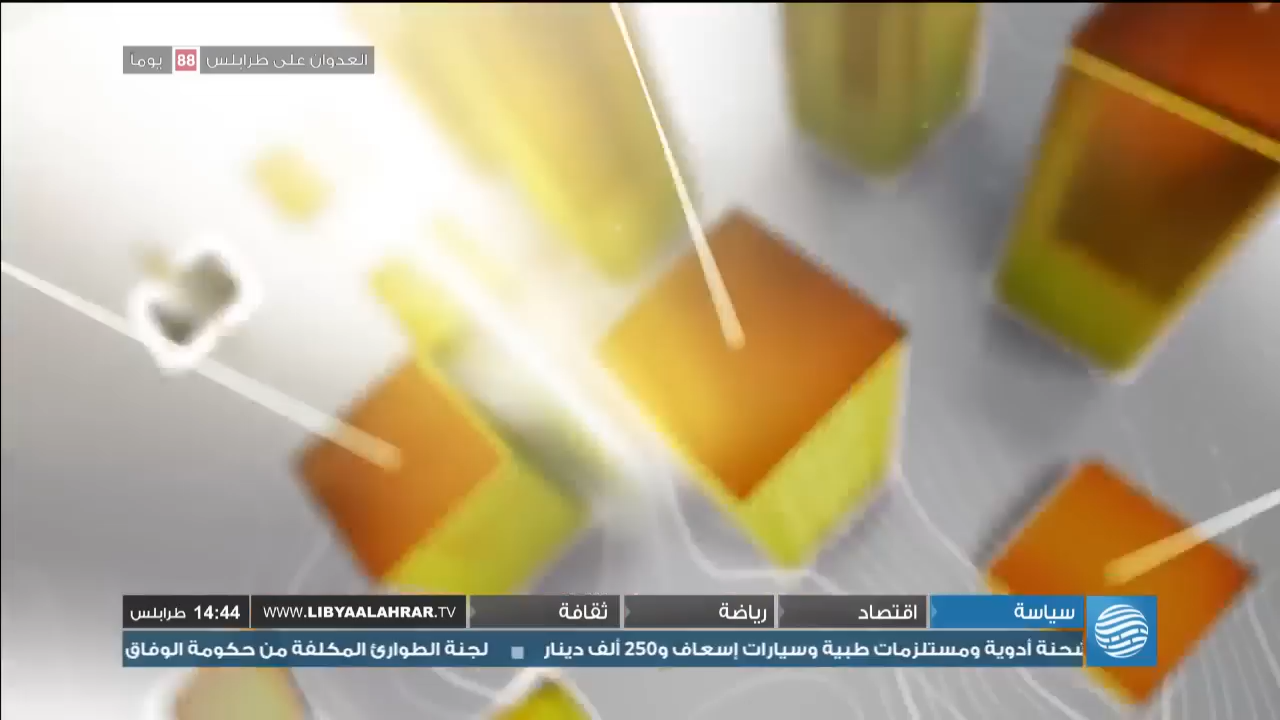 العدوان على طرابلس 88 يوماً
سياسة اقتصاد رياضة ثقافة WWW.LIBYAALAHRAR.TV 14:44 طرابلس
شحنة أدوية ومستلزمات طبية وسيارات إسعاف و250 ألف دينار ■ لجنة الطوارئ المكلفة من حكومة الوفاق